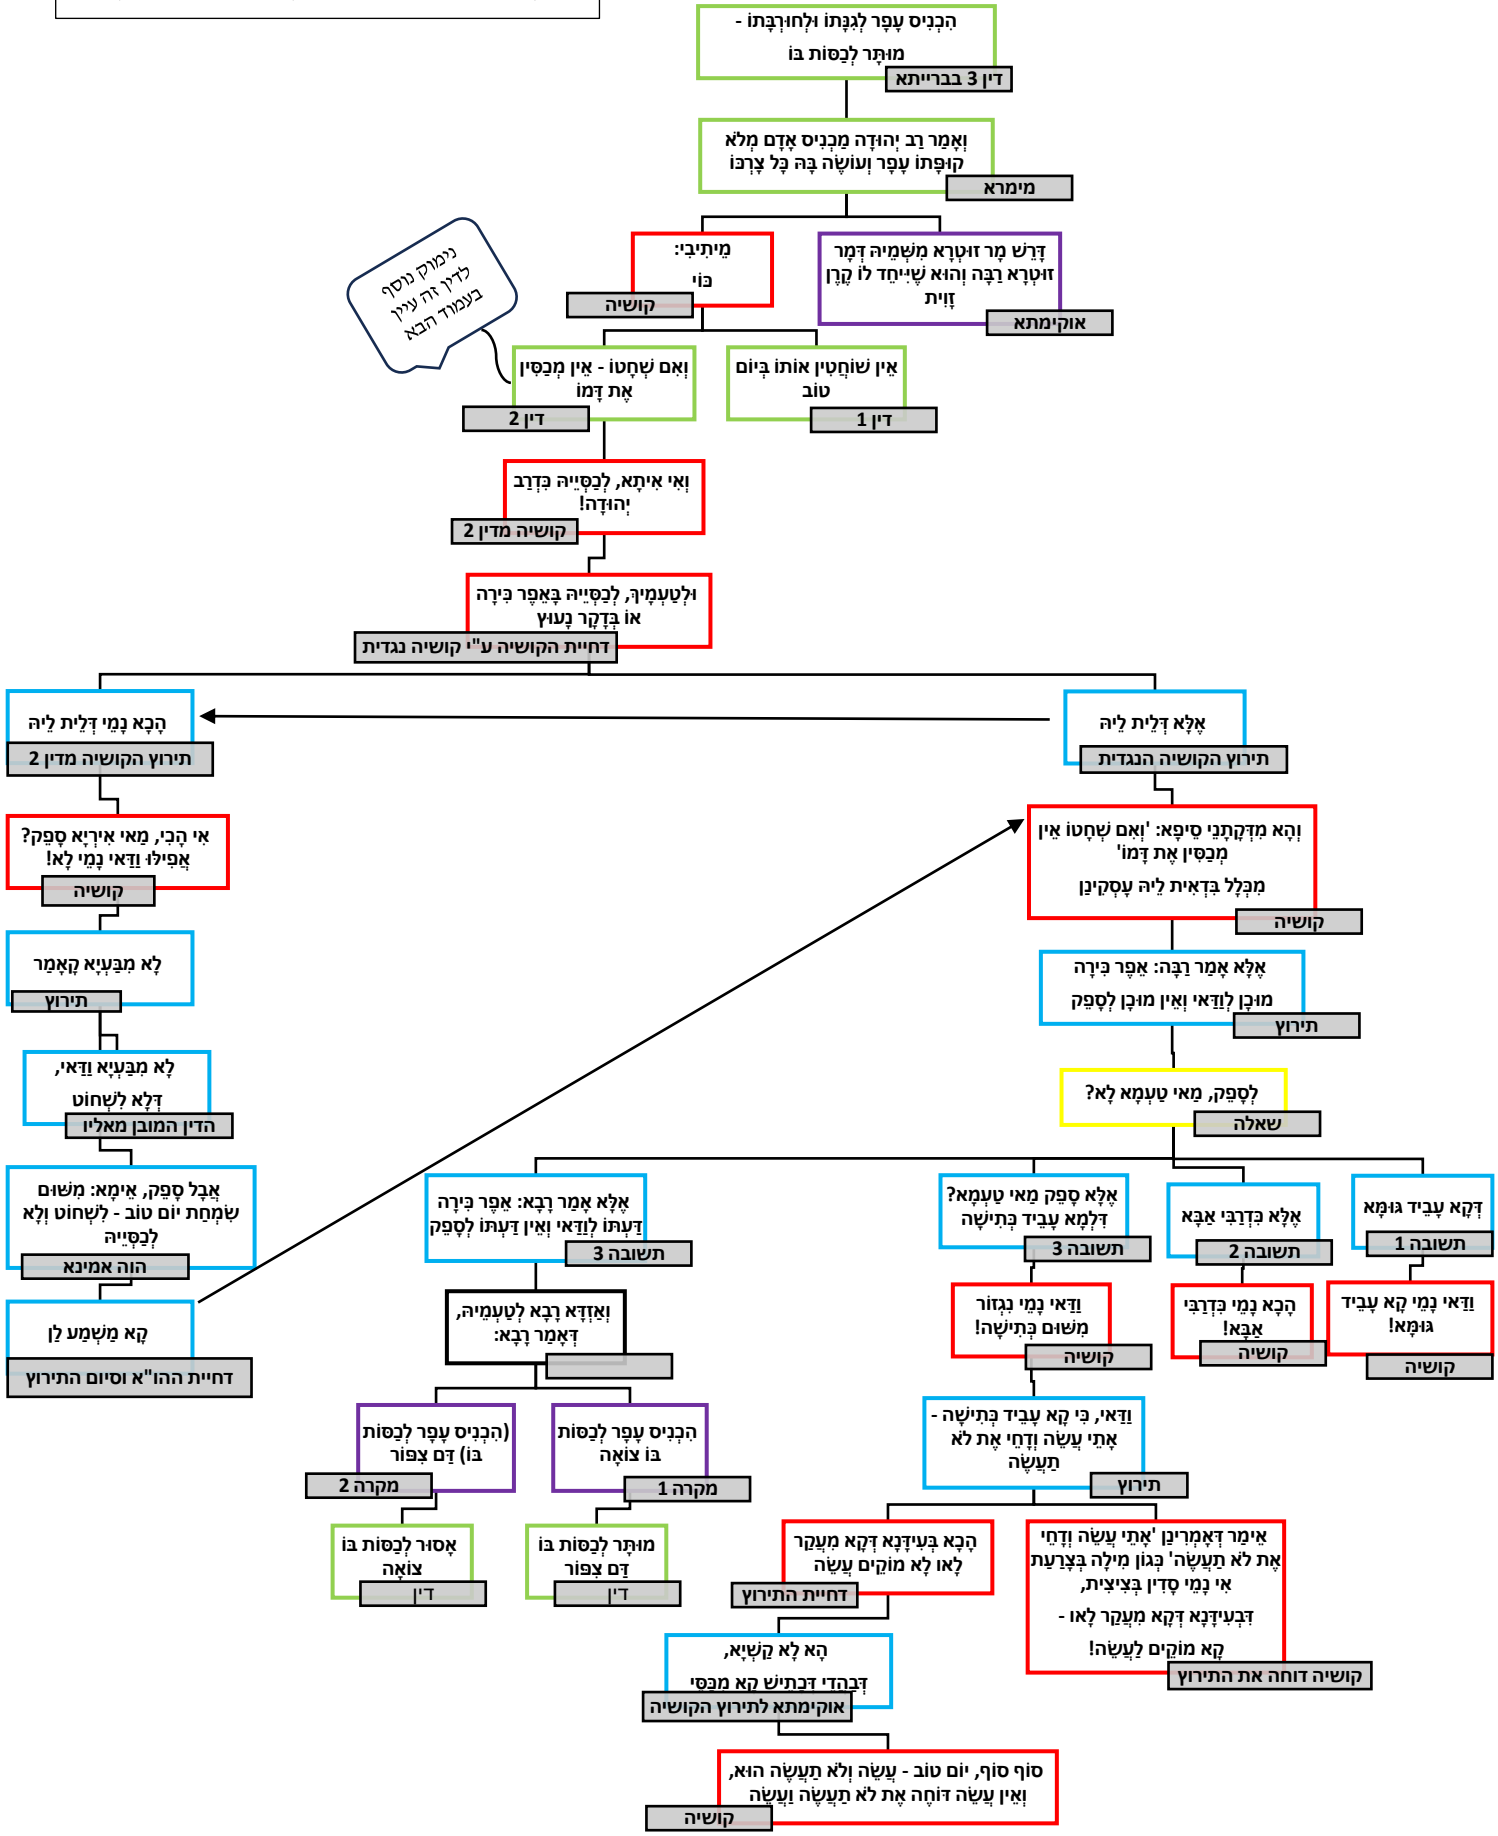 הִכְנִיס עָפָר לְגִנָּתוֹ וּלְחוּרְבָּתוֹ -
מוּתָּר לְכַסּוֹת בּוֹ
דין 3 בברייתא
וְאָמַר רַב יְהוּדָה מַכְנִיס אָדָם מְלֹא
קוּפָּתוֹ עָפָר וְעוֹשֶׂה בָּהּ כָּל צָרְכּוֹ
מימרא
דָּרֵשׁ מָר זוּטְרָא מִשְּׁמֵיהּ דְּמָר
זוּטְרָא רַבָּה וְהוּא שֶׁיִּיחֵד לוֹ קֶרֶן
זָוִית
אוקימתא
מֵיתִיבִי:
כּוֹי
קושיה
נימוק נוסף
לדין זה עיין
בעמוד הבא
אֵין שׁוֹחֲטִין אוֹתוֹ בְּיוֹם
טוֹב
דין 1
וְאִם שְׁחָטוֹ - אֵין מְכַסִּין
אֶת דָּמוֹ
דין 2
וְאִי אִיתָא, לְכַסְּיֵיהּ כִּדְרַב
יְהוּדָה!
קושיה מדין 2
וּלְטַעְמָיךְ, לְכַסְּיֵיהּ בָּאֵפֶר כִּירָה
אוֹ בְּדָקָר נָעוּץ
דחיית הקושיה ע"י קושיה נגדית
אֶלָּא דְּלֵית לֵיהּ
תירוץ הקושיה הנגדית
הָכָא נָמֵי דְּלֵית לֵיהּ
תירוץ הקושיה מדין 2
וְהָא מִדְּקָתָנֵי סֵיפָא: 'וְאִם שְׁחָטוֹ אֵין
מְכַסִּין אֶת דָּמוֹ'
מִכְּלָל בִּדְאִית לֵיהּ עָסְקִינַן
קושיה
אִי הָכִי, מַאי אִירְיָא סָפֵק?
אֲפִילּוּ וַדַּאי נָמֵי לָא!
קושיה
אֶלָּא אָמַר רַבָּה: אֵפֶר כִּירָה
מוּכָן לְוַדַּאי וְאֵין מוּכָן לְסָפֵק
תירוץ
לָא מִבַּעְיָא קָאָמַר
תירוץ
לְסָפֵק, מַאי טַעְמָא לָא?
שאלה
לָא מִבַּעְיָא וַדַּאי,
דְּלָא לִשְׁחוֹט
הדין המובן מאליו
דְּקָא עָבֵיד גּוּמָּא
תשובה 1
אֶלָּא כִּדְרַבִּי אַבָּא
תשובה 2
אֶלָּא סָפֵק מַאי טַעְמָא?
דִּלְמָא עָבֵיד כְּתִישָׁה
תשובה 3
אֶלָּא אָמַר רָבָא: אֵפֶר כִּירָה
דַּעְתּוֹ לְוַדַּאי וְאֵין דַּעְתּוֹ לְסָפֵק
תשובה 3
אֲבָל סָפֵק, אֵימָא: מִשּׁוּם
שִׂמְחַת יוֹם טוֹב - לִשְׁחוֹט וְלָא
לְכַסְּיֵיהּ
הוה אמינא
וַדַּאי נָמֵי קָא עָבֵיד
גּוּמָּא!
קושיה
הָכָא נָמֵי כִּדְרַבִּי
אַבָּא!
קושיה
וַדַּאי נָמֵי נִגְזוֹר
מִשּׁוּם כְּתִישָׁה!
קושיה
וְאַזְדָּא רָבָא לְטַעְמֵיהּ,
דְּאָמַר רָבָא:
קָא מַשְׁמַע לַן
דחיית ההו"א וסיום התירוץ
וַדַּאי, כִּי קָא עָבֵיד כְּתִישָׁה -
אָתֵי עֲשֵׂה וְדָחֵי אֶת לֹא
תַעֲשֶׂה
תירוץ
הִכְנִיס עָפָר לְכַסּוֹת
בּוֹ צוֹאָה
מקרה 1
(הִכְנִיס עָפָר לְכַסּוֹת
בּוֹ) דַּם צִפּוֹר
מקרה 2
מוּתָּר לְכַסּוֹת בּוֹ
דַּם צִפּוֹר
דין
אָסוּר לְכַסּוֹת בּוֹ
צוֹאָה
דין
אֵימַר דְּאָמְרִינַן 'אָתֵי עֲשֵׂה וְדָחֵי
אֶת לֹא תַעֲשֶׂה' כְּגוֹן מִילָה בְּצָרַעַת
אִי נָמֵי סָדִין בְּצִיצִית,
דִּבְעִידָּנָא דְּקָא מִעֲקַר לָאו -
קָא מוֹקֵים לַעֲשֵׂה!
קושיה דוחה את התירוץ
הָכָא בְּעִידָּנָא דְּקָא מִעֲקַר
לָאו לָא מוֹקֵים עֲשֵׂה
דחיית התירוץ
הָא לָא קַשְׁיָא,
דְּבַהֲדֵי דְּכָתֵישׁ קָא מְכַסֵּי
אוקימתא לתירוץ הקושיה
סוֹף סוֹף, יוֹם טוֹב - עֲשֵׂה וְלֹא תַעֲשֶׂה הוּא,
וְאֵין עֲשֵׂה דּוֹחֶה אֶת לֹא תַעֲשֶׂה וַעֲשֵׂה
קושיה